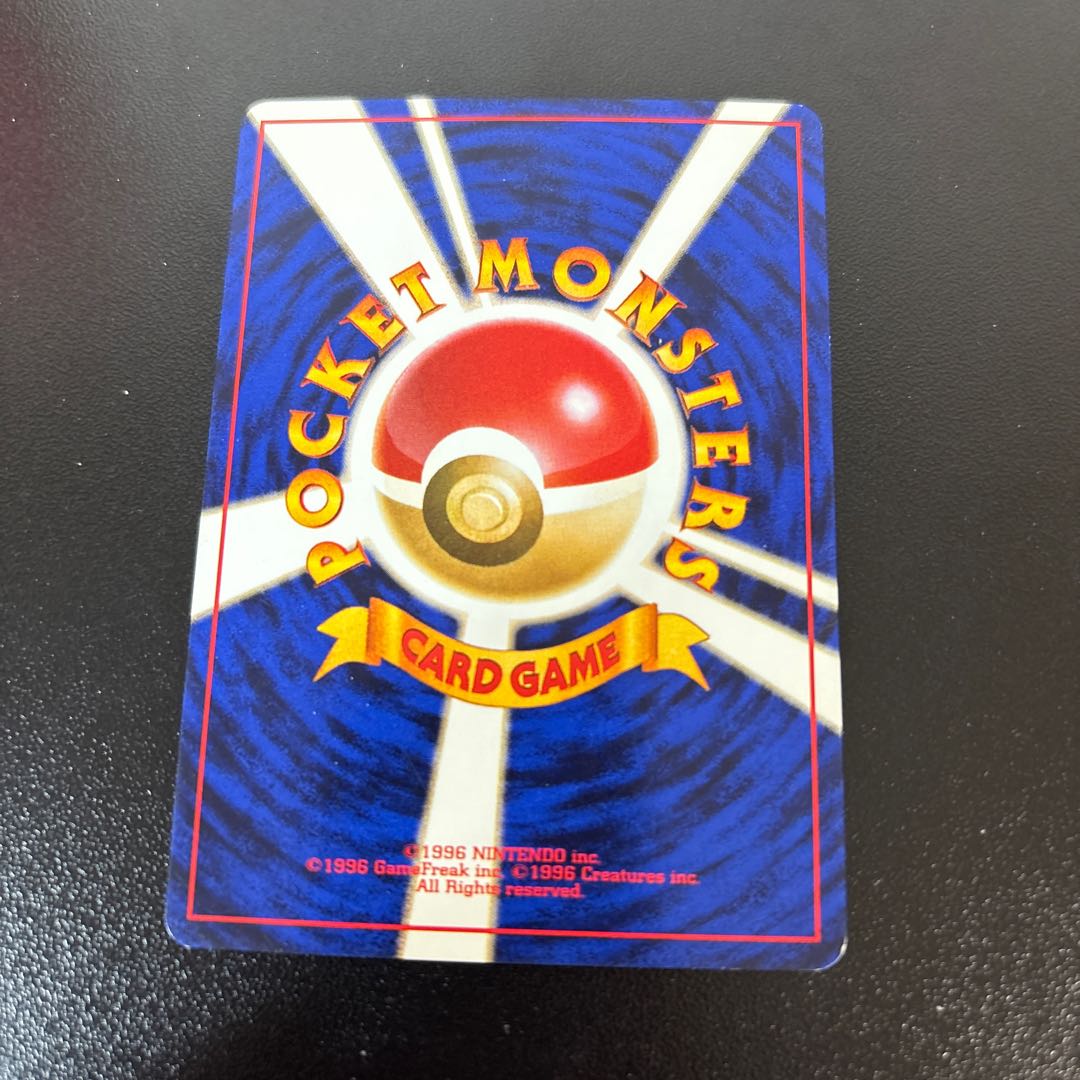 POCKET MONSTERS
CARD GAME
©1996 NINTENDO inc.
©1996 GameFreak inc. ©1996 Creatures inc.
All Rights reserved.